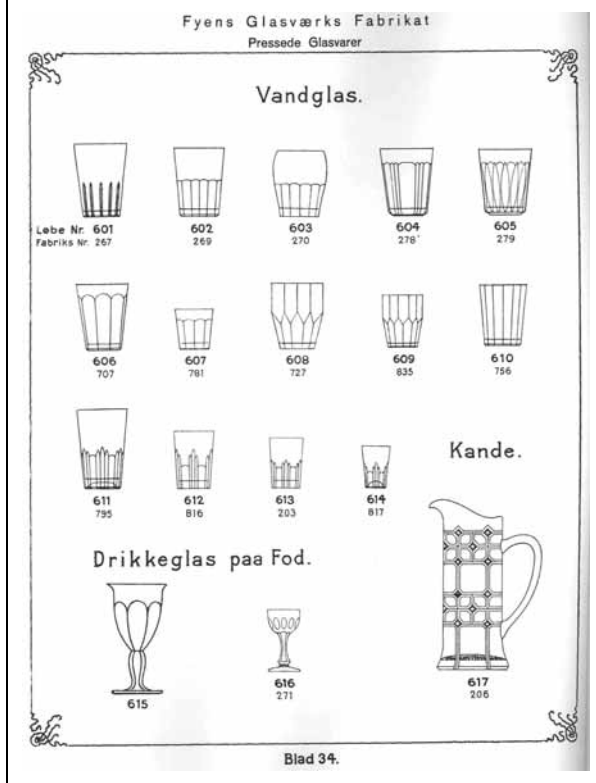 Fyens Glasværks Fabrikat
Pressede Glasvarer
Vandglas.
Løbe Nr. 601 602 603 604 605
Fabriks Nr. 267 269 270 278 279
606 607 608 609 610
707 781 727 835 756
611 612 613 614
795 816 203 817
Kande.
Drikkeglas paa Fod.
615 616 617
271 206
Blad 34.